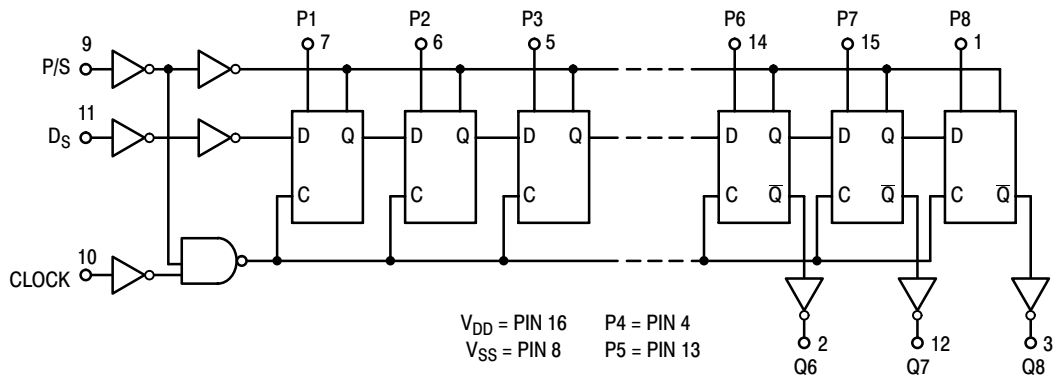 P1 P2 P3 P6 P7 P8
9 7 6 5 14 15 1
P/S
11
D_S
D Q D Q D Q D Q D Q D
C C C C Q̅ C Q̅ C Q̅
10
CLOCK
V_DD = PIN 16 P4 = PIN 4
V_SS = PIN 8 P5 = PIN 13
2 12 3
Q6 Q7 Q8